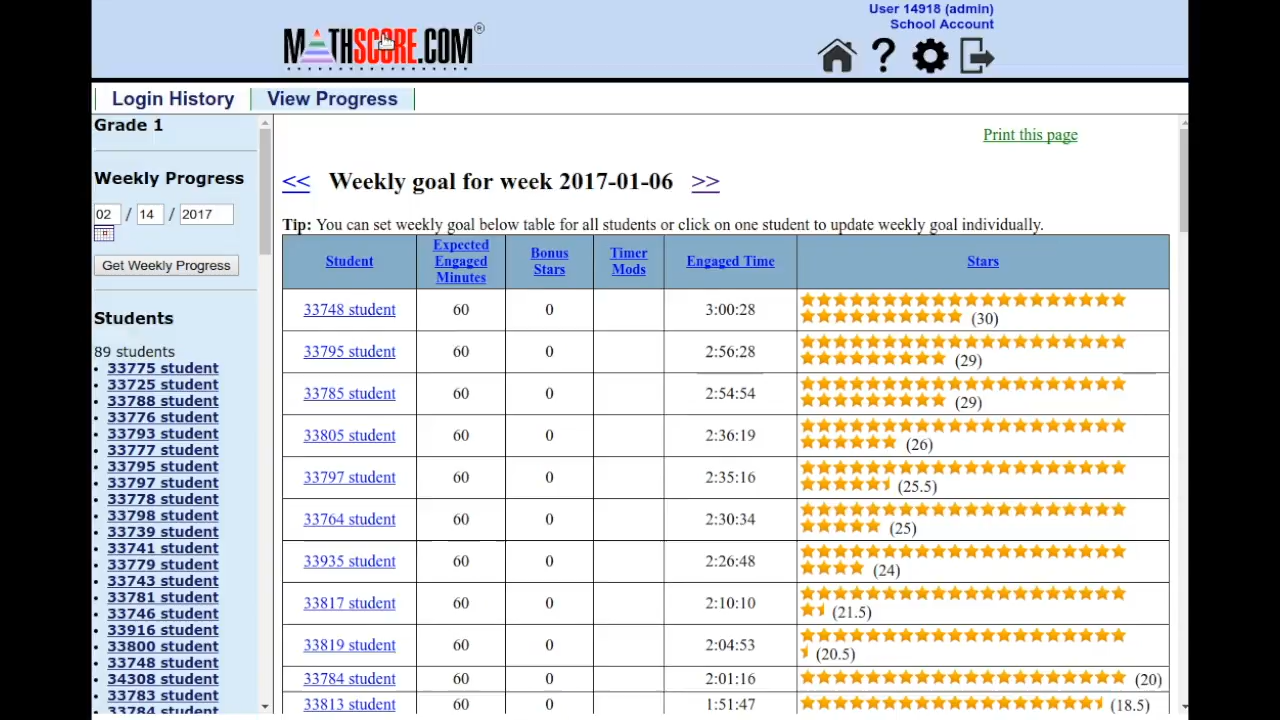 User 14918 (admin)
School Account
MATHSCORE.COM®
Login History
View Progress
Grade 1
Weekly Progress
02 / 14 / 2017
Get Weekly Progress
Students
89 students
33775 student
33725 student
33788 student
33776 student
33793 student
33777 student
33795 student
33797 student
33778 student
33798 student
33739 student
33741 student
33779 student
33743 student
33781 student
33746 student
33916 student
33800 student
33748 student
34308 student
33783 student
33784 student
Print this page
<< Weekly goal for week 2017-01-06 >>
Tip: You can set weekly goal below table for all students or click on one student to update weekly goal individually.
Student Expected Engaged Minutes Bonus Stars Timer Mods Engaged Time Stars
33748 student 60 0 3:00:28 (30)
33795 student 60 0 2:56:28 (29)
33785 student 60 0 2:54:54 (29)
33805 student 60 0 2:36:19 (26)
33797 student 60 0 2:35:16 (25.5)
33764 student 60 0 2:30:34 (25)
33935 student 60 0 2:26:48 (24)
33817 student 60 0 2:10:10 (21.5)
33819 student 60 0 2:04:53 (20.5)
33784 student 60 0 2:01:16 (20)
33813 student 60 0 1:51:47 (18.5)